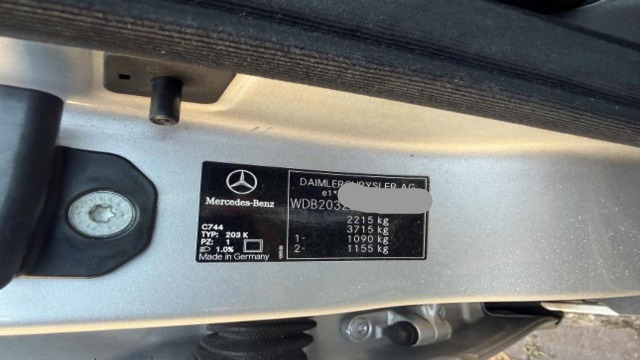 Mercedes-Benz
C744
TYP: 203 K
PZ: 1
1.0%
Made in Germany
DAIMLERCHRYSLER AG
e1*
WDB203
2215 kg
3715 kg
1- 1090 kg
2- 1155 kg